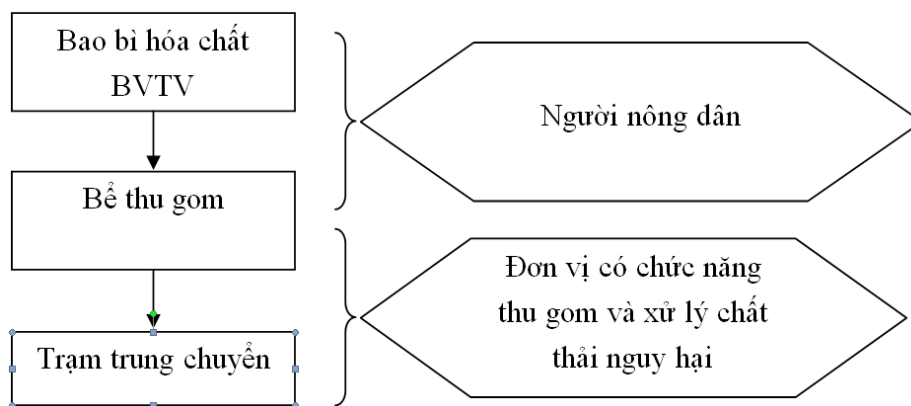 Bao bì hóa chất
BVTV
Người nông dân
Bể thu gom
Đơn vị có chức năng
thu gom và xử lý chất
thải nguy hại
Trạm trung chuyển